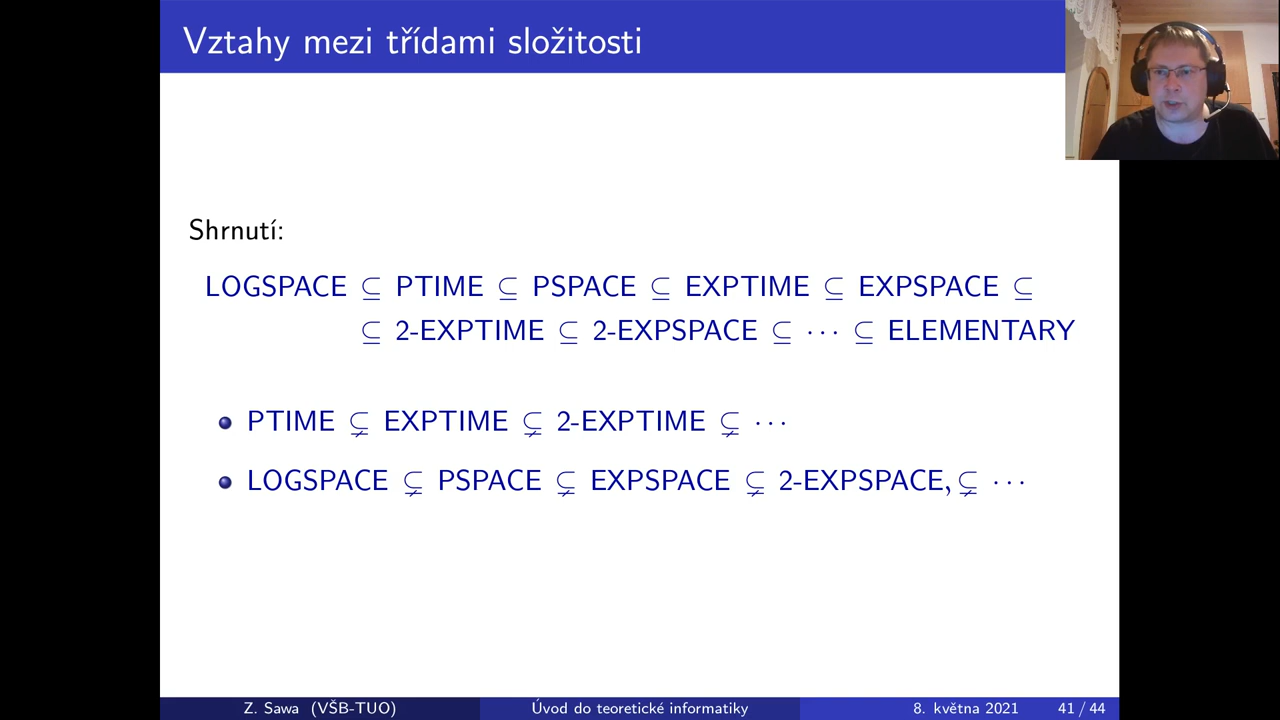 Vztahy mezi třídami složitosti
Shrnutí:
LOGSPACE ⊆ PTIME ⊆ PSPACE ⊆ EXPTIME ⊆ EXPSPACE ⊆
⊆ 2-EXPTIME ⊆ 2-EXPSPACE ⊆ ⋯ ⊆ ELEMENTARY
PTIME ⊊ EXPTIME ⊊ 2-EXPTIME ⊊ ⋯
LOGSPACE ⊊ PSPACE ⊊ EXPSPACE ⊊ 2-EXPSPACE, ⊊ ⋯
Z. Sawa (VŠB-TUO) Úvod do teoretické informatiky 8. května 2021 41 / 44